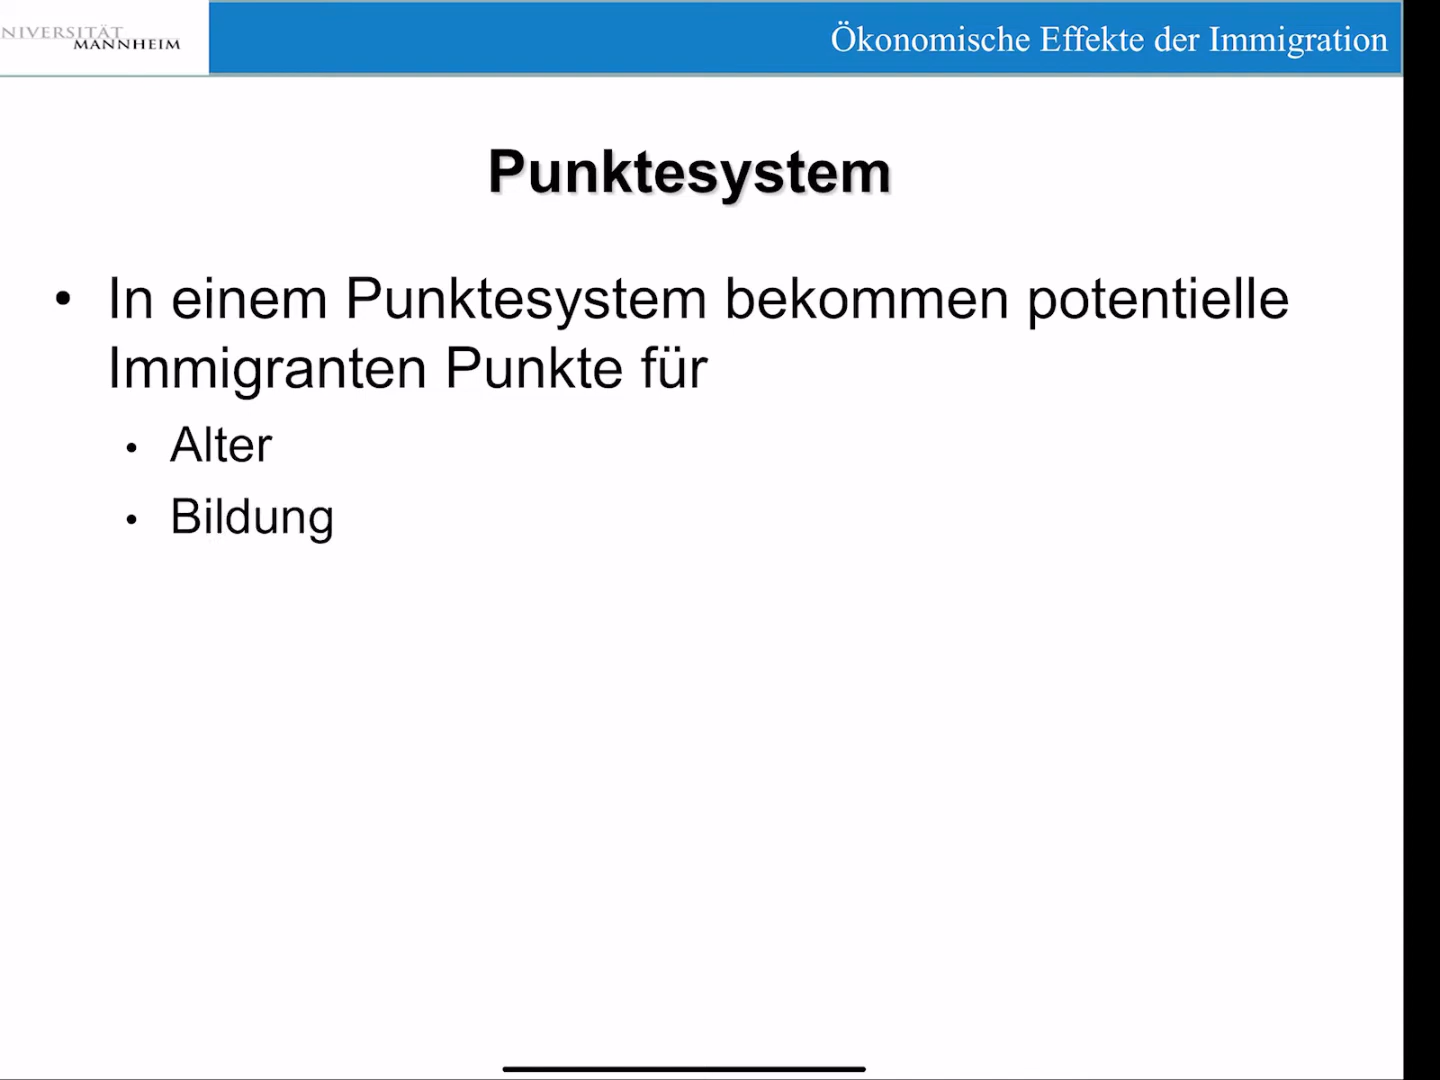 NIVERSITÄT
MANNHEIM
Ökonomische Effekte der Immigration
Punktesystem
• In einem Punktesystem bekommen potentielle
Immigranten Punkte für
• Alter
• Bildung